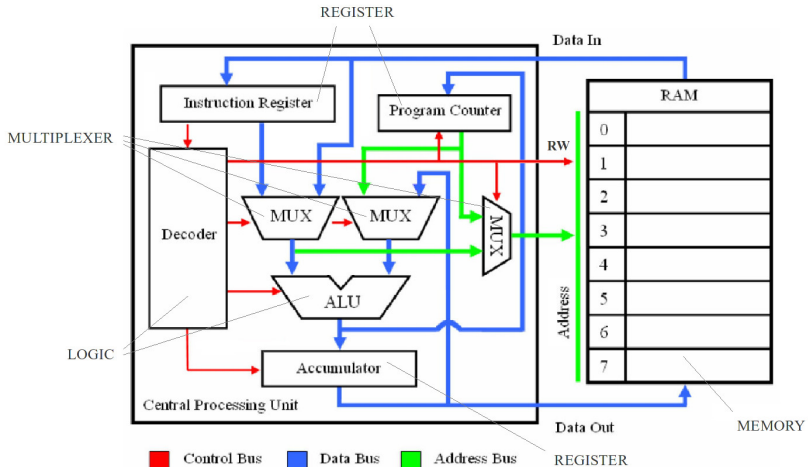 REGISTER
Data In
Instruction Register
Program Counter
RAM
MULTIPLEXER
0
RW
1
Decoder
MUX
MUX
MUX
2
3
4
ALU
5
Address
6
LOGIC
Accumulator
7
Central Processing Unit
Data Out
MEMORY
Control Bus
Data Bus
Address Bus
REGISTER